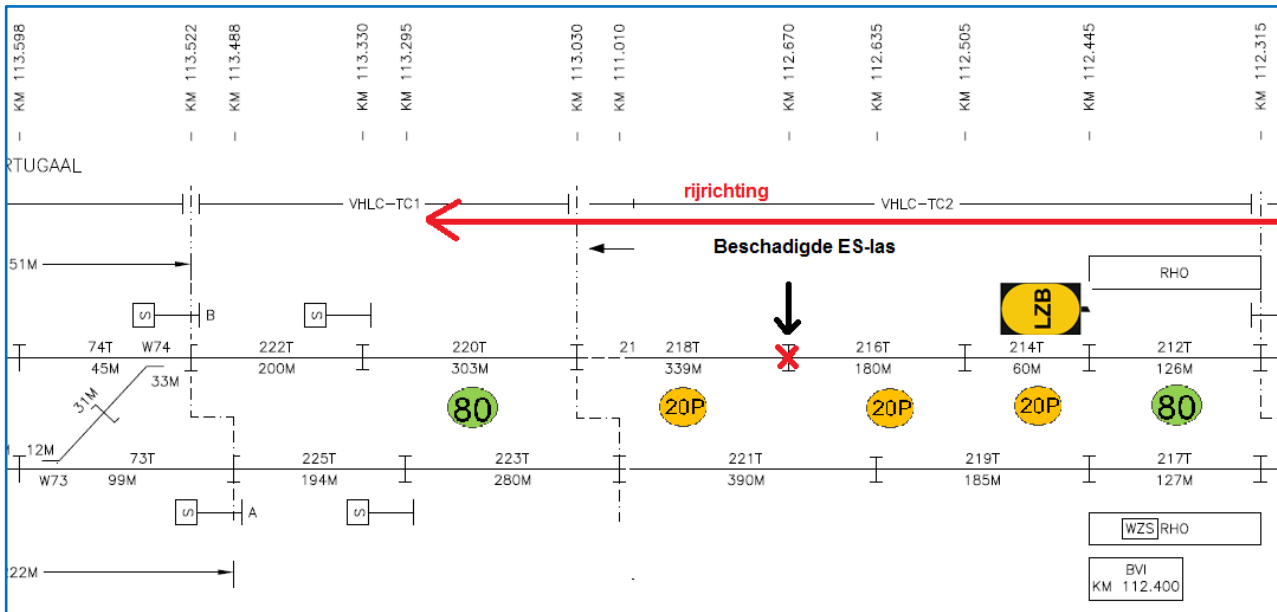 KM 113.598
KM 113.522
KM 113.488
KM 113.330
KM 113.295
KM 113.030
KM 111.010
KM 112.670
KM 112.635
KM 112.505
KM 112.445
KM 112.315
RTUGAAL
rijrichting
VHLC-TC1
VHLC-TC2
Beschadigde ES-las
51M
RHO
LZB
S B
S
74T W74 222T 220T 21 218T 216T 214T 212T
45M 33M 200M 303M 339M 180M 60M 126M
31M
80 20P 20P 20P 80
12M 73T 225T 223T 221T 219T 217T
W73 99M 194M 280M 390M 185M 127M
S A
S
WZS RHO
BVI
KM 112.400
222M